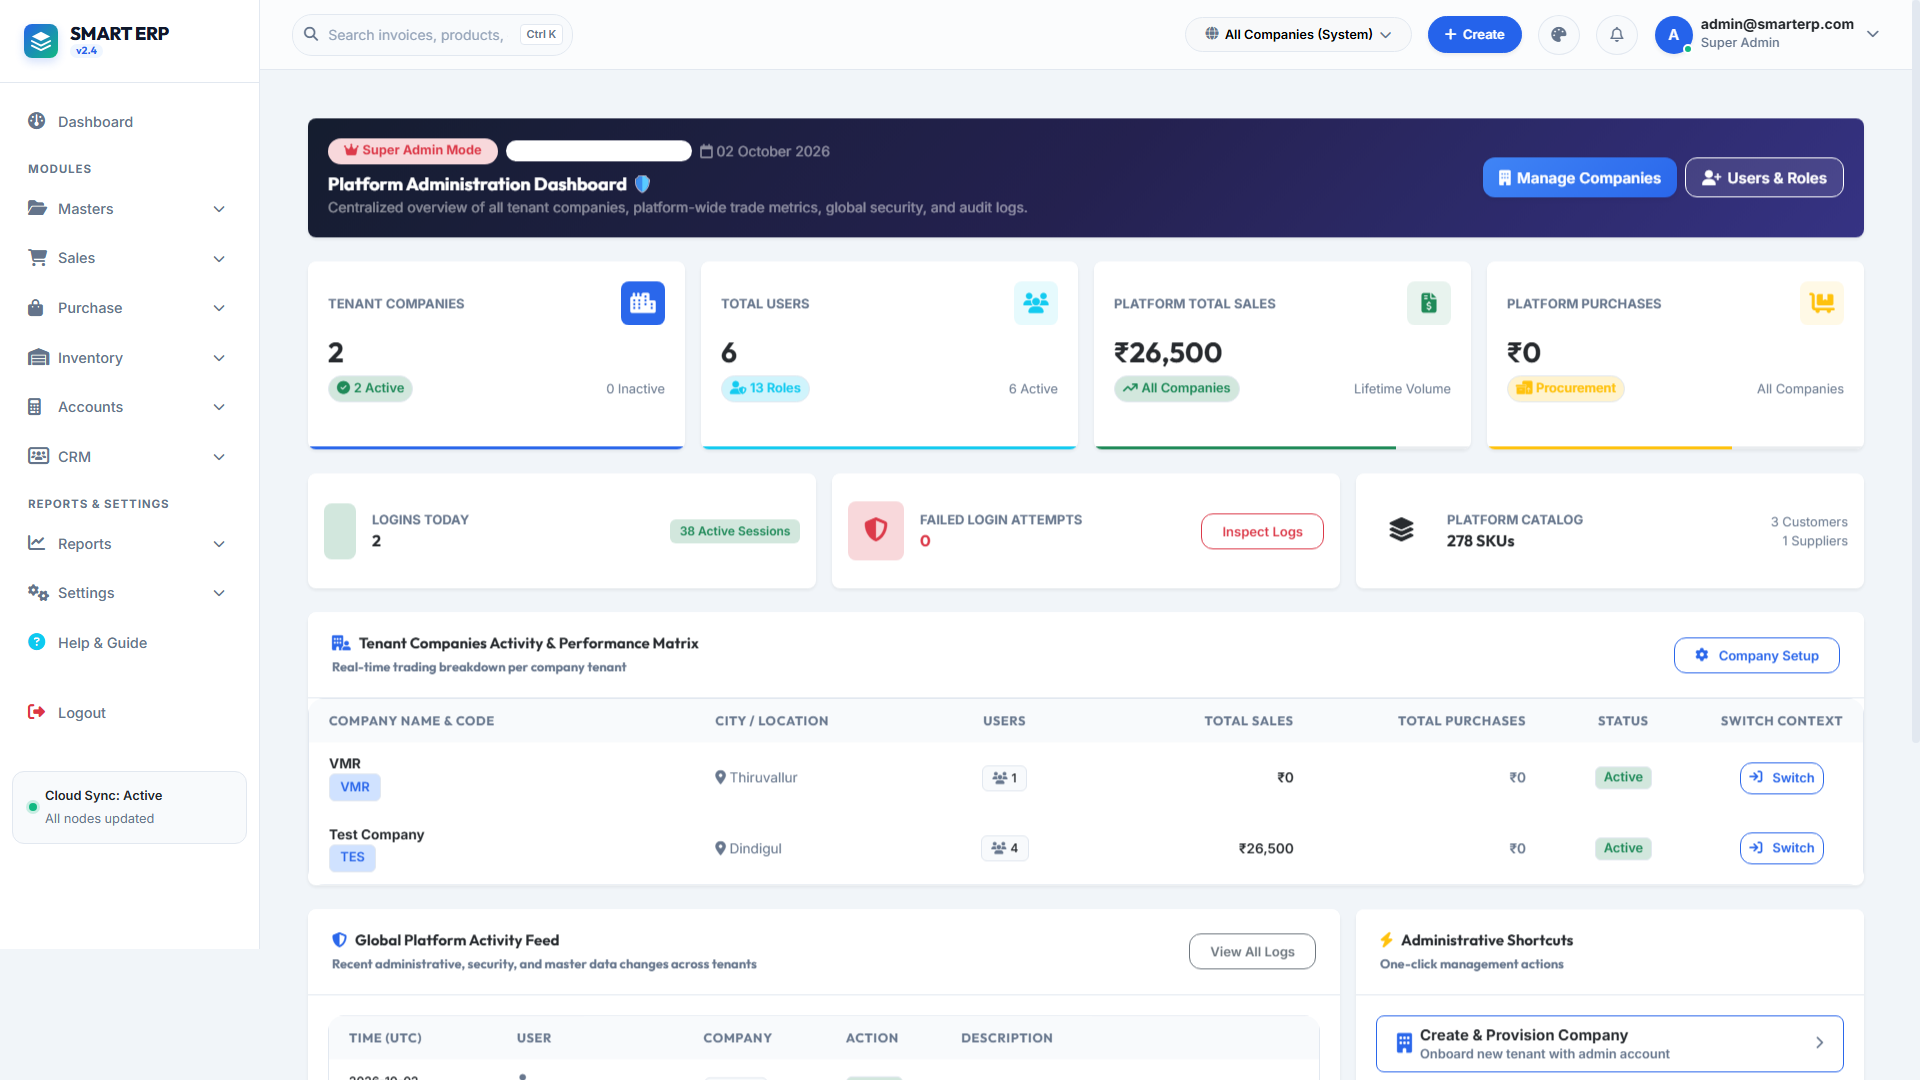 SMART ERP
v2.4
Search invoices, products,
Ctrl K
All Companies (System)
+ Create
A
admin@smarterp.com
Super Admin
Dashboard
MODULES
Masters
Sales
Purchase
Inventory
Accounts
CRM
REPORTS & SETTINGS
Reports
Settings
Help & Guide
Logout
Cloud Sync: Active
All nodes updated
Super Admin Mode
02 October 2026
Platform Administration Dashboard
Centralized overview of all tenant companies, platform-wide trade metrics, global security, and audit logs.
Manage Companies
Users & Roles
TENANT COMPANIES
2
2 Active
0 Inactive
TOTAL USERS
6
13 Roles
6 Active
PLATFORM TOTAL SALES
₹26,500
All Companies
Lifetime Volume
PLATFORM PURCHASES
₹0
Procurement
All Companies
LOGINS TODAY
2
38 Active Sessions
FAILED LOGIN ATTEMPTS
0
Inspect Logs
PLATFORM CATALOG
278 SKUs
3 Customers
1 Suppliers
Tenant Companies Activity & Performance Matrix
Real-time trading breakdown per company tenant
Company Setup
COMPANY NAME & CODE CITY / LOCATION USERS TOTAL SALES TOTAL PURCHASES STATUS SWITCH CONTEXT
VMR
VMR
Thiruvallur 1 ₹0 ₹0 Active Switch
Test Company
TES
Dindigul 4 ₹26,500 ₹0 Active Switch
Global Platform Activity Feed
Recent administrative, security, and master data changes across tenants
View All Logs
TIME (UTC) USER COMPANY ACTION DESCRIPTION
Administrative Shortcuts
One-click management actions
Create & Provision Company
Onboard new tenant with admin account